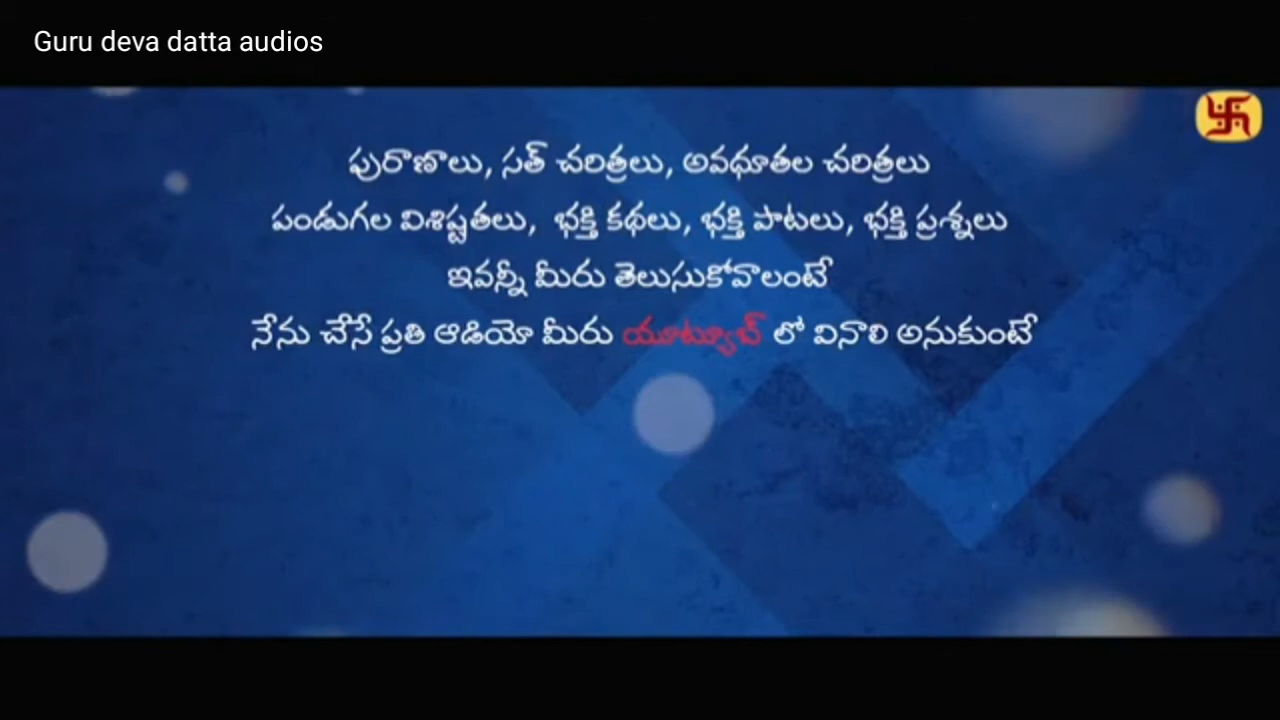 Guru deva datta audios
పురాణాలు, సత్ చరిత్రలు, అవధూతల చరిత్రలు
పండుగల విశిష్టతలు, భక్తి కథలు, భక్తి పాటలు, భక్తి ప్రశ్నలు
ఇవన్నీ మీరు తెలుసుకోవాలంటే
నేను చేసే ప్రతి ఆడియో మీరు యూట్యూబ్ లో వినాలి అనుకుంటే